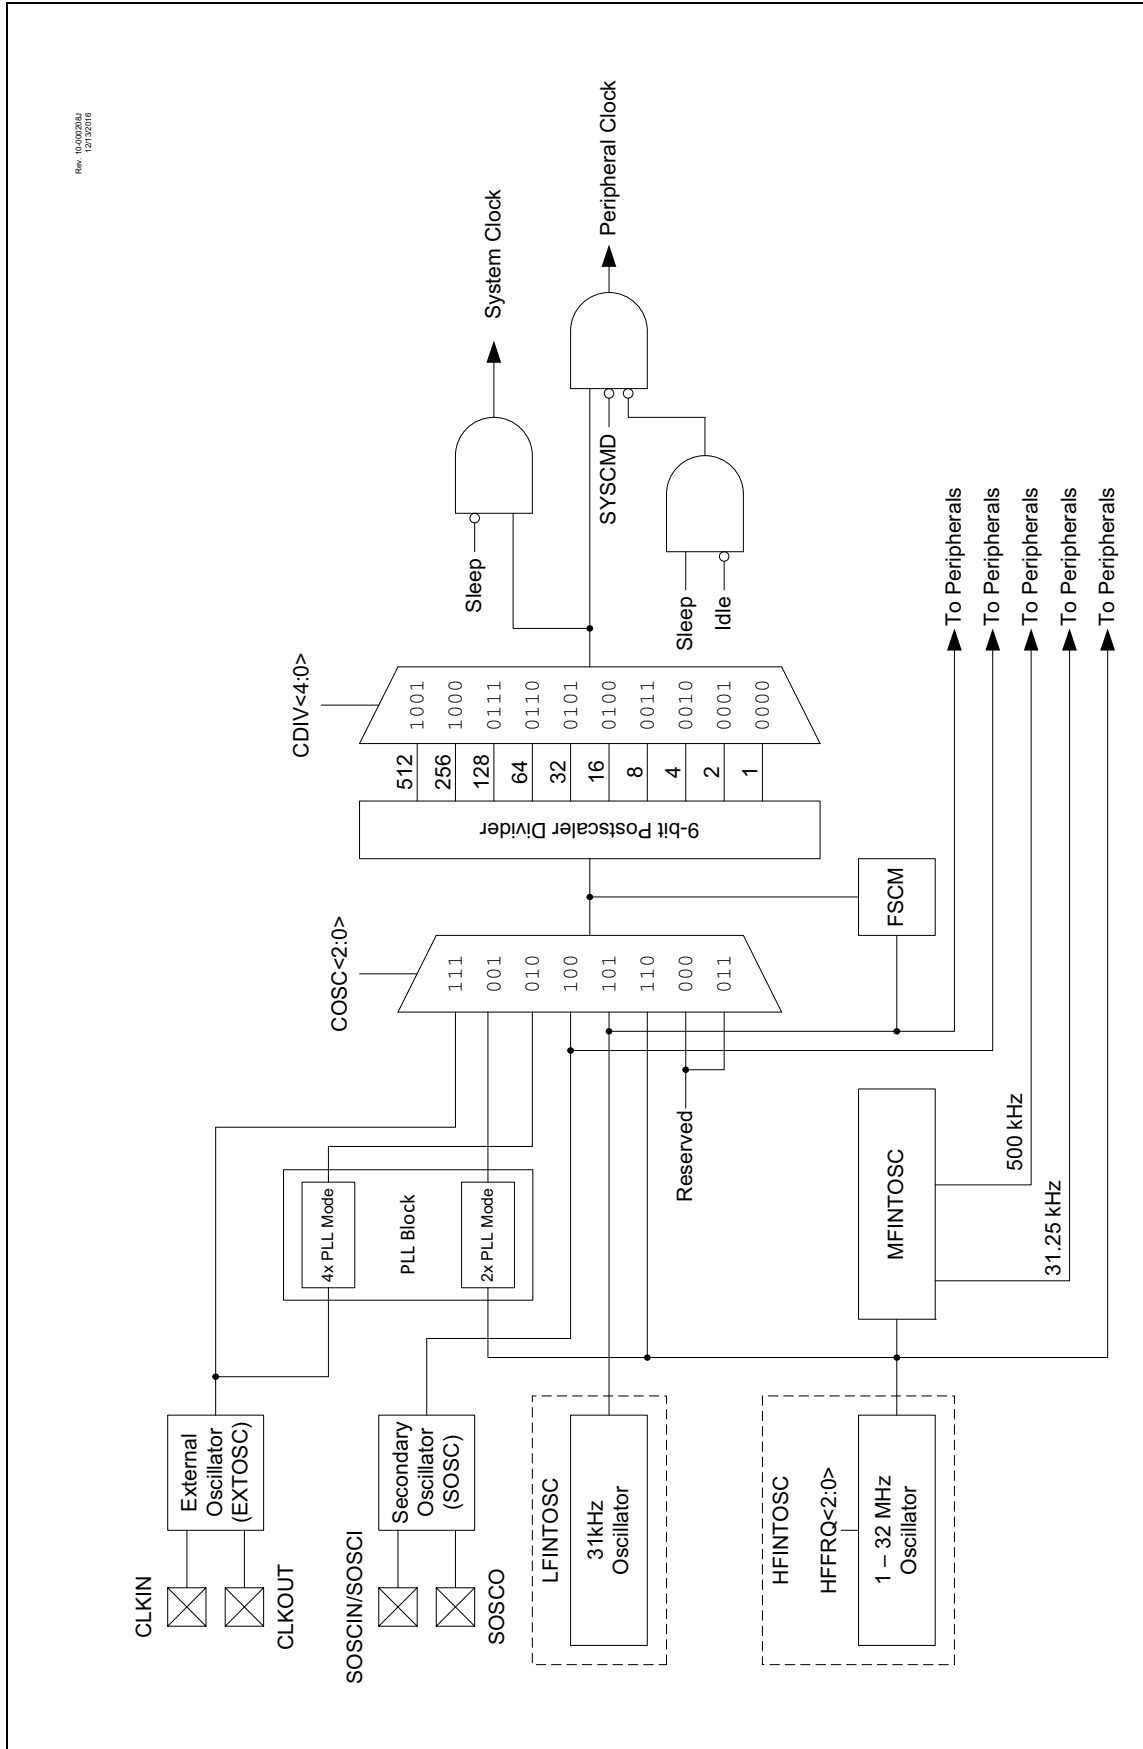 Rev. 10-000208J
12/13/2016
CLKIN
CLKOUT
External
Oscillator
(EXTOSC)
SOSCIN/SOSCI
SOSCO
Secondary
Oscillator
(SOSC)
LFINTOSC
31kHz
Oscillator
HFINTOSC
HFFRQ<2:0>
1 – 32 MHz
Oscillator
4x PLL Mode
PLL Block
2x PLL Mode
Reserved
MFINTOSC
500 kHz
31.25 kHz
COSC<2:0>
111
001
010
100
101
110
000
011
FSCM
9-bit Postscaler Divider
512
256
128
64
32
16
8
4
2
1
CDIV<4:0>
1001
1000
0111
0110
0101
0100
0011
0010
0001
0000
Sleep
System Clock
SYSCMD
Peripheral Clock
Sleep
Idle
To Peripherals
To Peripherals
To Peripherals
To Peripherals
To Peripherals